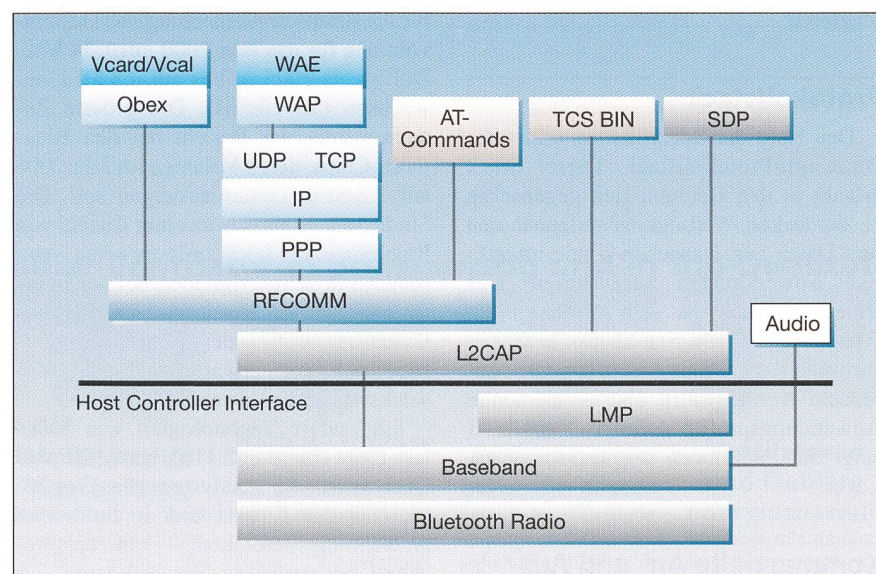 Vcard/Vcal
Obex
WAE
WAP
UDP TCP
IP
PPP
AT-
Commands
TCS BIN
SDP
RFCOMM
Audio
L2CAP
Host Controller Interface
LMP
Baseband
Bluetooth Radio